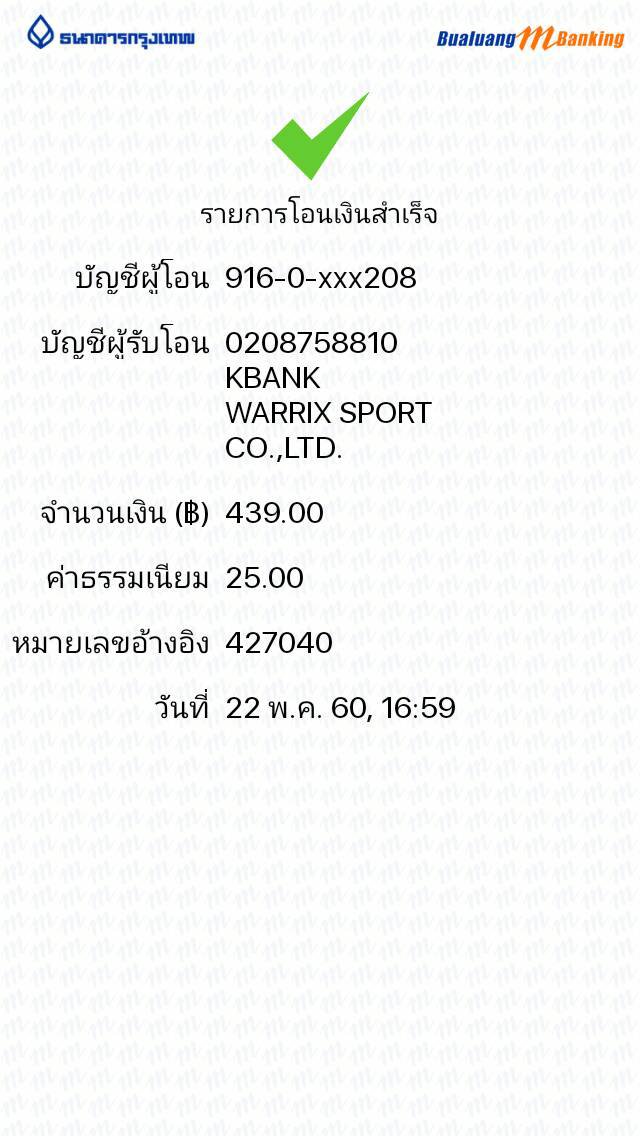 ธนาคารกรุงเทพ
Bualuang m Banking
รายการโอนเงินสำเร็จ
บัญชีผู้โอน 916-0-xxx208
บัญชีผู้รับโอน 0208758810
KBANK
WARRIX SPORT
CO.,LTD.
จำนวนเงิน (฿) 439.00
ค่าธรรมเนียม 25.00
หมายเลขอ้างอิง 427040
วันที่ 22 พ.ค. 60, 16:59